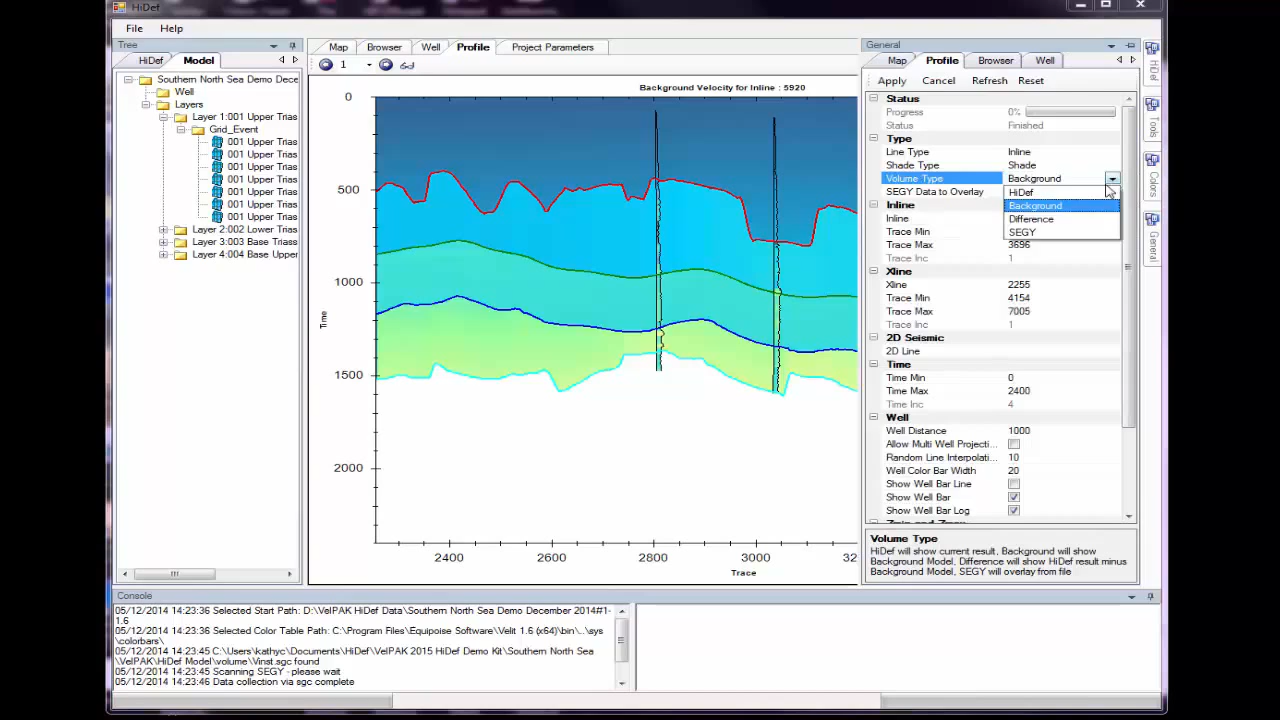 HiDef
File Help
Tree
HiDef Model
Southern North Sea Demo Dece
Well
Layers
Layer 1:001 Upper Trias
Grid_Event
001 Upper Trias
001 Upper Trias
001 Upper Trias
001 Upper Trias
001 Upper Trias
001 Upper Trias
001 Upper Trias
Layer 2:002 Lower Trias
Layer 3:003 Base Triass
Layer 4:004 Base Upper
Map Browser Well Profile Project Parameters
1
Background Velocity for Inline : 5920
0
500
1000
1500
2000
Time
2400 2600 2800 3000 32
Trace
General
Map Profile Browser Well
Apply Cancel Refresh Reset
Status
Progress 0%
Status Finished
Type
Line Type Inline
Shade Type Shade
Volume Type Background
SEGY Data to Overlay
HiDef
Background
Difference
SEGY
Inline
Inline
Trace Min
Trace Max 3696
Trace Inc 1
Xline
Xline 2255
Trace Min 4154
Trace Max 7005
Trace Inc 1
2D Seismic
2D Line
Time
Time Min 0
Time Max 2400
Time Inc 4
Well
Well Distance 1000
Allow Multi Well Projecti...
Random Line Interpolati... 10
Well Color Bar Width 20
Show Well Bar Line
Show Well Bar
Show Well Bar Log
Zmin and Zmax
Volume Type
HiDef will show current result, Background will show
Background Model, Difference will show HiDef result minus
Background Model, SEGY will overlay from file
HiDef
Tools
Colors
General
Console
05/12/2014 14:23:36 Selected Start Path: D:\VelPAK HiDef Data\Southern North Sea Demo December 2014#1-
1.6
05/12/2014 14:23:36 Selected Color Table Path: C:\Program Files\Equipoise Software\Velit 1.6 (x64)\bin\..\sys
\colorbars\
05/12/2014 14:23:45 C:\Users\kathyc\Documents\HiDef\VelPAK 2015 HiDef Demo Kit\Southern North Sea
\VelPAK\HiDef Model\volume\Vinst.sgc found
05/12/2014 14:23:45 Scanning SEGY - please wait
05/12/2014 14:23:46 Data collection via sgc complete